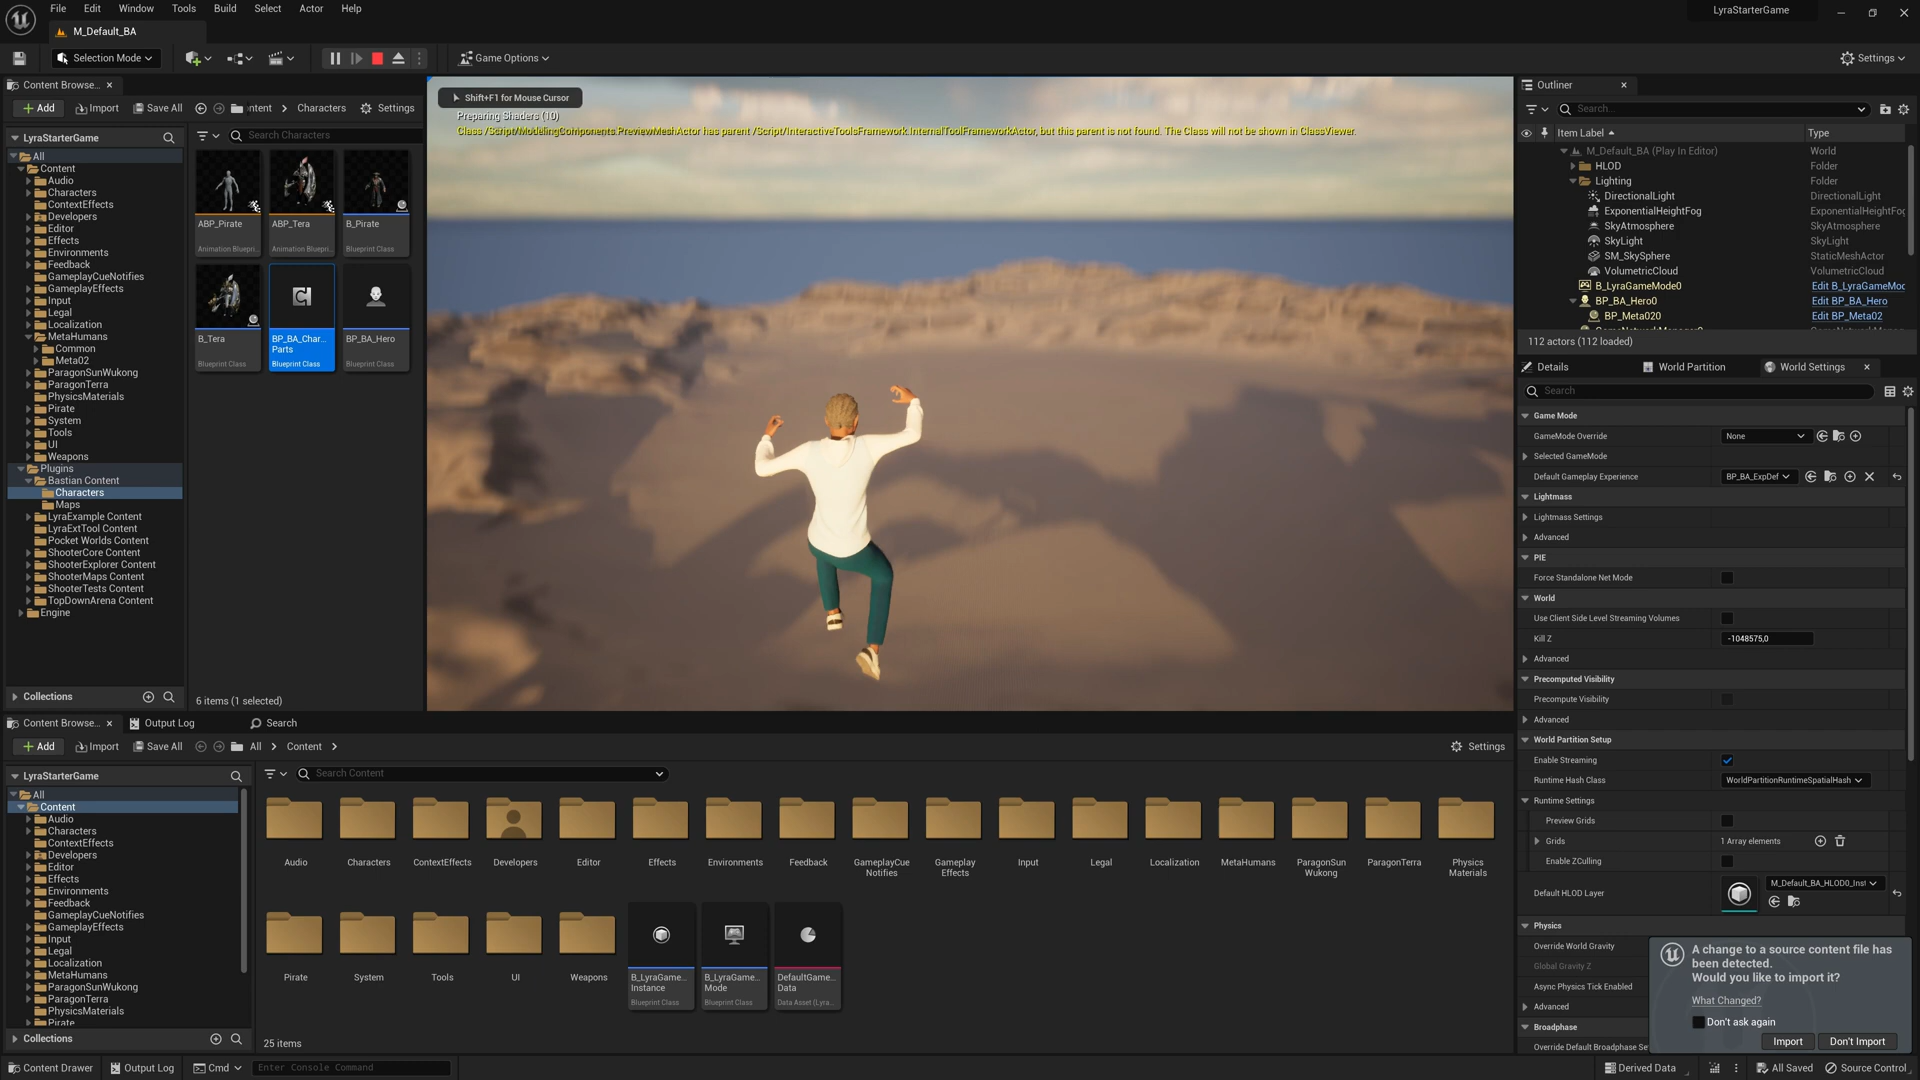 File Edit Window Tools Build Select Actor Help
LyraStarterGame
M_Default_BA
Selection Mode
Game Options
Settings
Content Browse...
Add Import Save All ontent Characters Settings
LyraStarterGame
Search Characters
All
Content
Audio
Characters
ContextEffects
Developers
Editor
Effects
Environments
Feedback
GameplayCueNotifies
GameplayEffects
Input
Legal
Localization
MetaHumans
Common
Meta02
ParagonSunWukong
ParagonTerra
PhysicsMaterials
Pirate
System
Tools
UI
Weapons
Plugins
Bastian Content
Characters
Maps
LyraExample Content
LyraExtTool Content
Pocket Worlds Content
ShooterCore Content
ShooterExplorer Content
ShooterMaps Content
ShooterTests Content
TopDownArena Content
Engine
Collections
ABP_Pirate
Animation Bluepri...
ABP_Tera
Animation Bluepri...
B_Pirate
Blueprint Class
B_Tera
Blueprint Class
BP_BA_Char...
Parts
Blueprint Class
BP_BA_Hero
Blueprint Class
6 items (1 selected)
Shift+F1 for Mouse Cursor
Preparing Shaders (10)
Class /Script/ModelingComponents.PreviewMeshActor has parent /Script/InteractiveToolsFramework.InternalToolFrameworkActor, but this parent is not found. The Class will not be shown in ClassViewer.
Outliner
Search...
Item Label Type
M_Default_BA (Play In Editor) World
HLOD Folder
Lighting Folder
DirectionalLight DirectionalLight
ExponentialHeightFog ExponentialHeightFog
SkyAtmosphere SkyAtmosphere
SkyLight SkyLight
SM_SkySphere StaticMeshActor
VolumetricCloud VolumetricCloud
B_LyraGameMode0 Edit B_LyraGameMod
BP_BA_Hero0 Edit BP_BA_Hero
BP_Meta020 Edit BP_Meta02
112 actors (112 loaded)
Details World Partition World Settings
Search
Game Mode
GameMode Override None
Selected GameMode
Default Gameplay Experience BP_BA_ExpDef
Lightmass
Lightmass Settings
Advanced
PIE
Force Standalone Net Mode
World
Use Client Side Level Streaming Volumes
Kill Z -1048575,0
Advanced
Precomputed Visibility
Precompute Visibility
Advanced
World Partition Setup
Enable Streaming
Runtime Hash Class WorldPartitionRuntimeSpatialHash
Runtime Settings
Preview Grids
Grids 1 Array elements
Enable ZCulling
Default HLOD Layer M_Default_BA_HLOD0_Inst
Physics
Override World Gravity
Global Gravity Z
Async Physics Tick Enabled
Advanced
Broadphase
Override Default Broadphase Se
A change to a source content file has
been detected.
Would you like to import it?
What Changed?
Don't ask again
Import Don't Import
Content Browse... Output Log Search
Add Import Save All All Content Settings
LyraStarterGame
Search Content
All
Content
Audio
Characters
ContextEffects
Developers
Editor
Effects
Environments
Feedback
GameplayCueNotifies
GameplayEffects
Input
Legal
Localization
MetaHumans
ParagonSunWukong
ParagonTerra
PhysicsMaterials
Pirate
Collections
Audio Characters ContextEffects Developers Editor Effects Environments Feedback GameplayCue Gameplay Input Legal Localization MetaHumans ParagonSun ParagonTerra Physics
Notifies Effects Wukong Materials
Pirate System Tools UI Weapons
B_LyraGame...
Instance
Blueprint Class
B_LyraGame...
Mode
Blueprint Class
DefaultGame...
Data
Data Asset (Lyra...
25 items
Content Drawer Output Log Cmd Enter Console Command
Derived Data All Saved Source Control